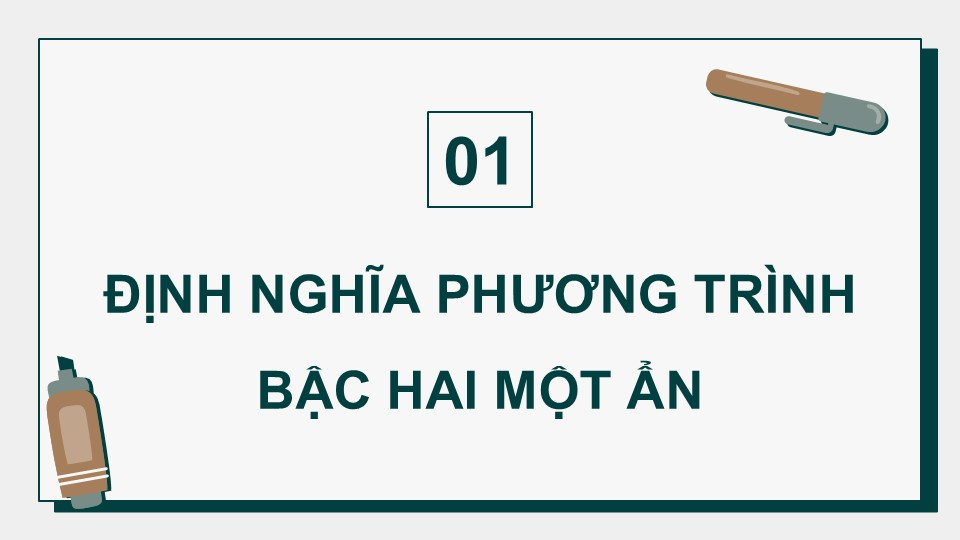 01
ĐỊNH NGHĨA PHƯƠNG TRÌNH
BẬC HAI MỘT ẨN